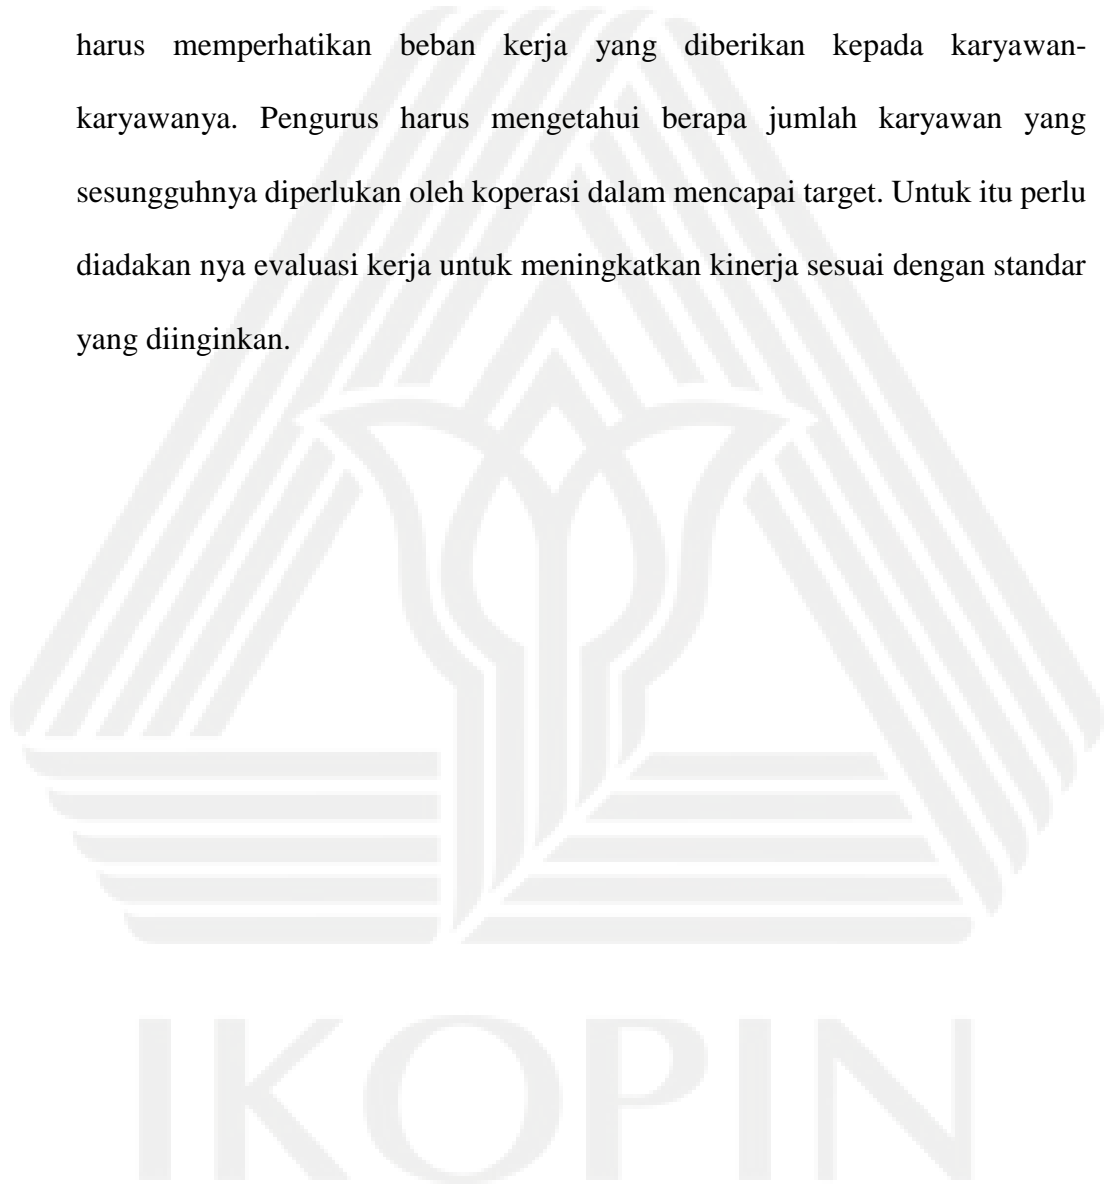 harus memperhatikan beban kerja yang diberikan kepada karyawan-
karyawanya. Pengurus harus mengetahui berapa jumlah karyawan yang
sesungguhnya diperlukan oleh koperasi dalam mencapai target. Untuk itu perlu
diadakan nya evaluasi kerja untuk meningkatkan kinerja sesuai dengan standar
yang diinginkan.
IKOPIN